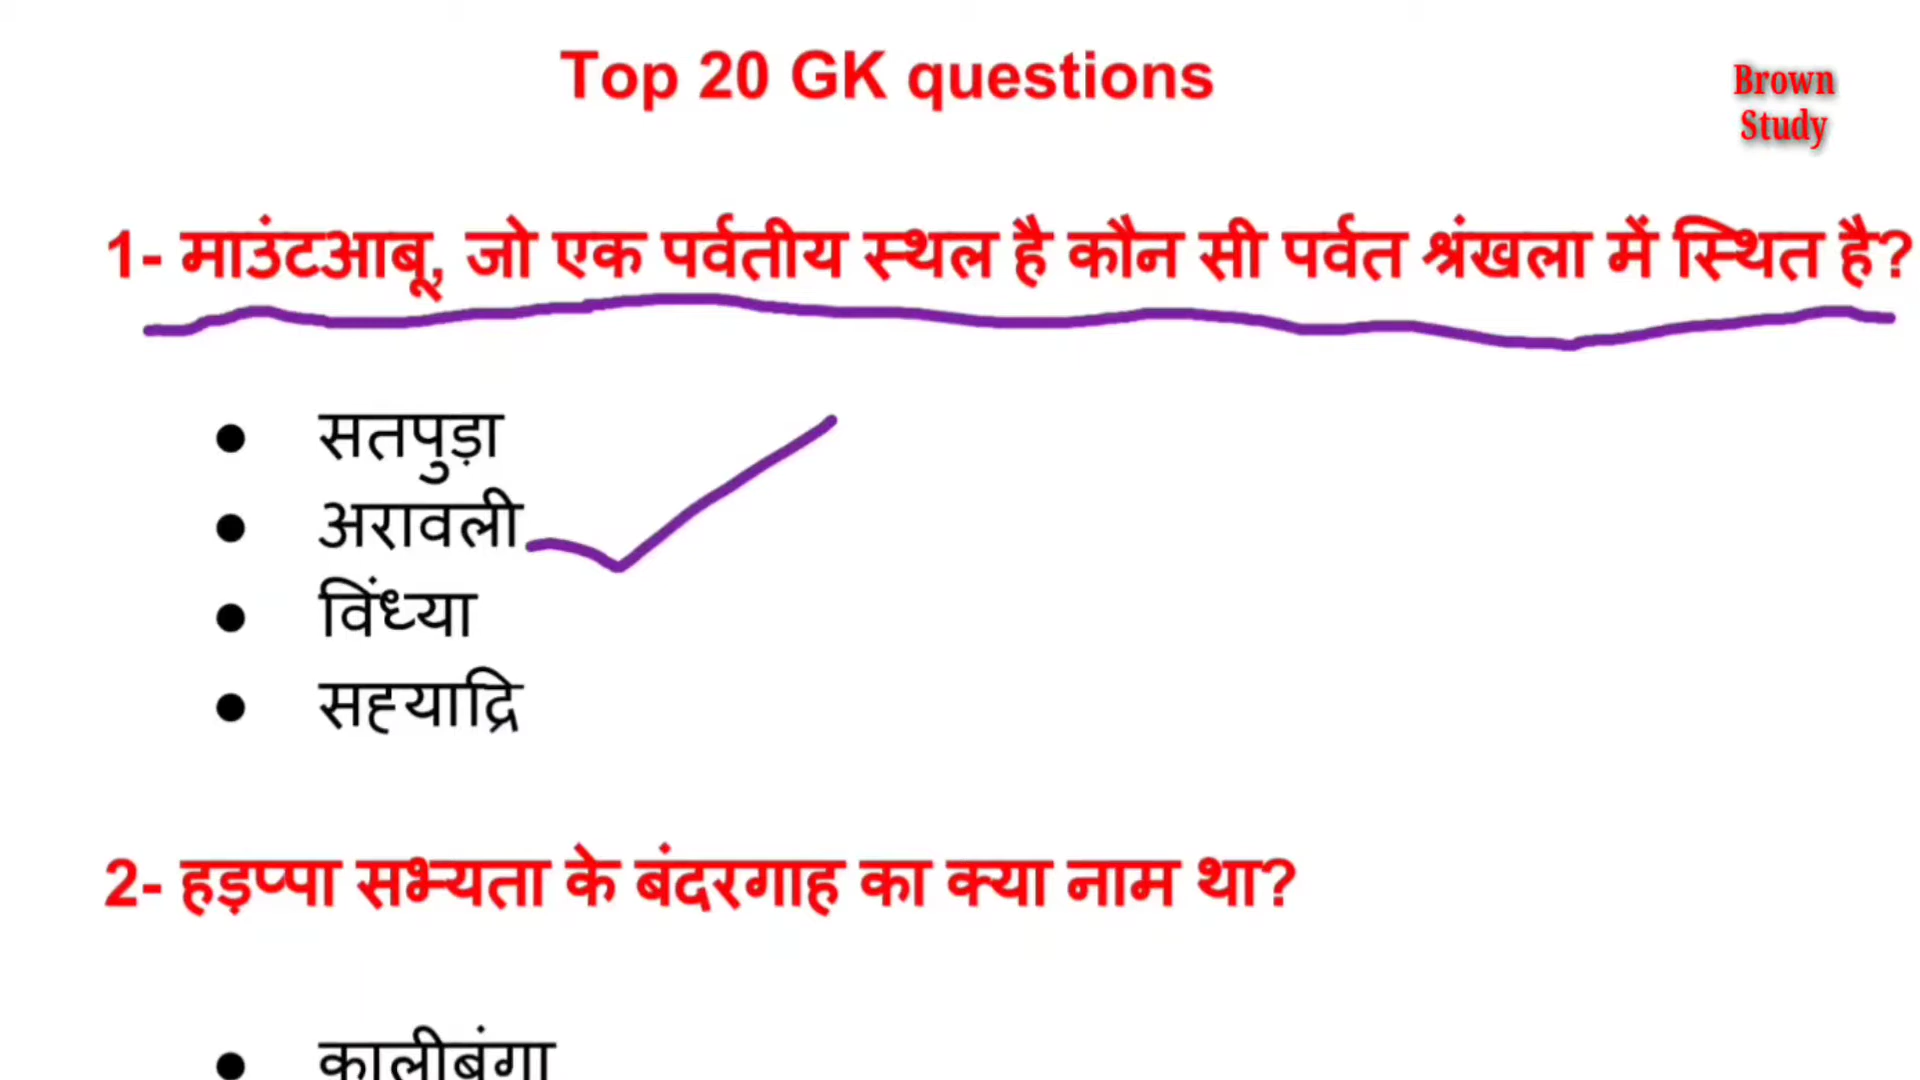 Top 20 GK questions
Brown
Study
1- माउंटआबू, जो एक पर्वतीय स्थल है कौन सी पर्वत श्रंखला में स्थित है?
● सतपुड़ा
● अरावली
● विंध्या
● सह्याद्रि
2- हड़प्पा सभ्यता के बंदरगाह का क्या नाम था?
● कालीबंगा